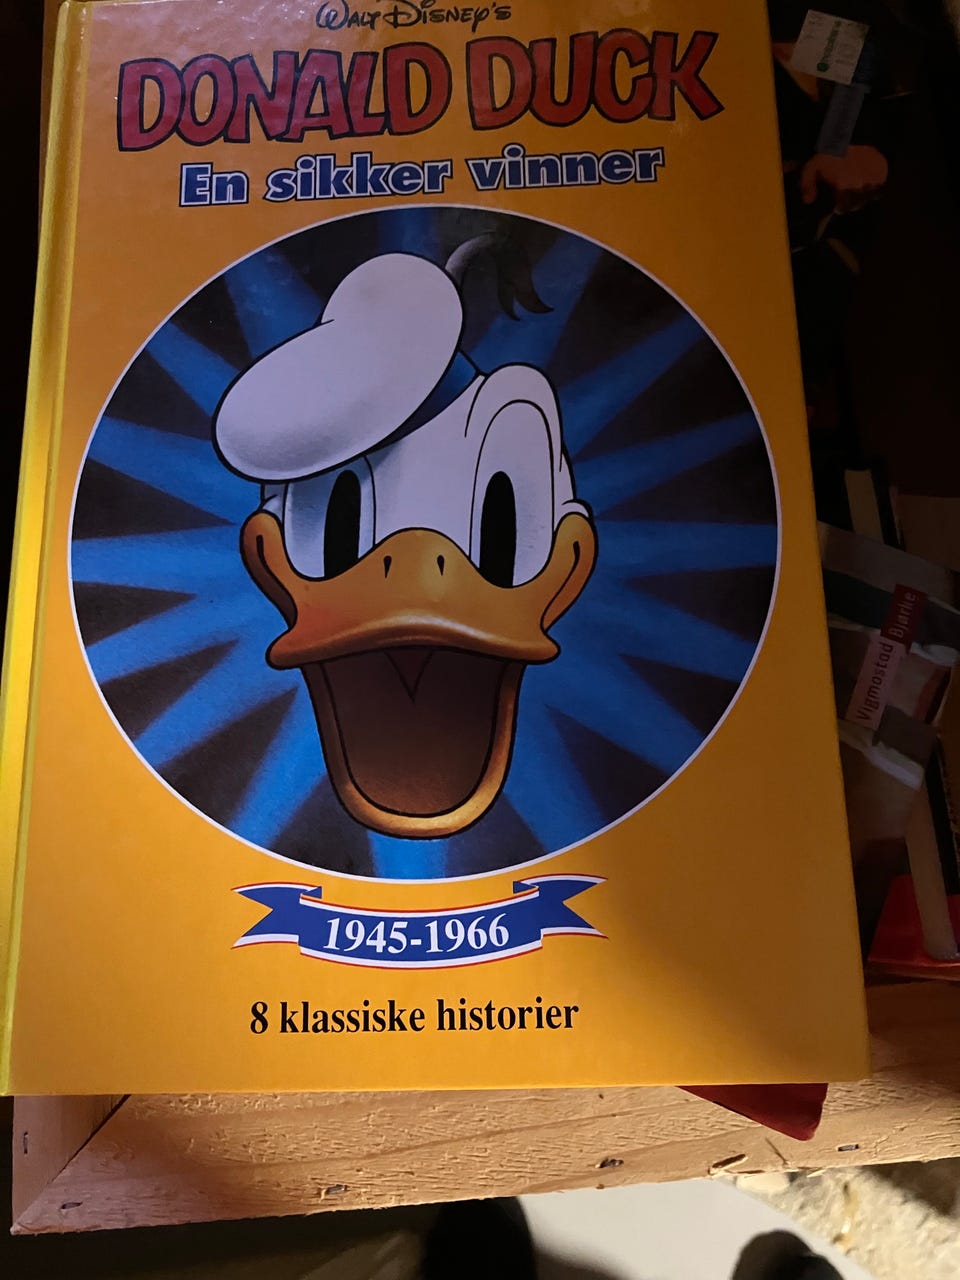 Walt Disney's
DONALD DUCK
En sikker vinner
1945-1966
8 klassiske historier
Vigmostad Bjørke